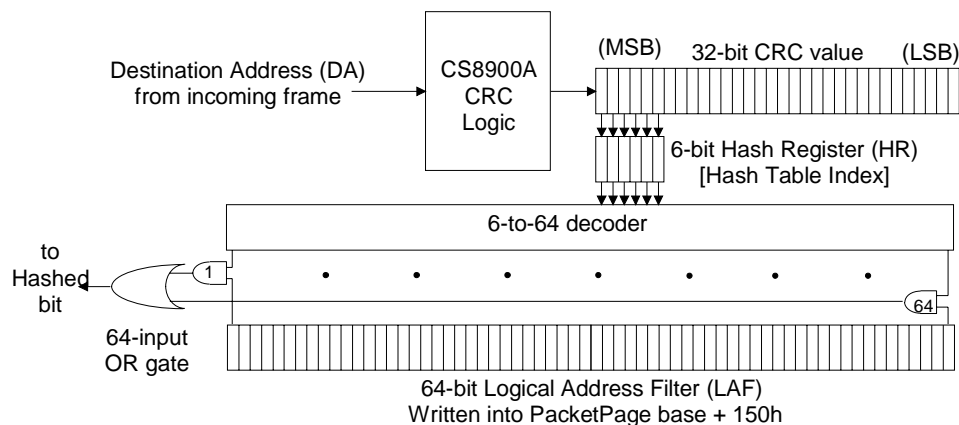 (MSB) 32-bit CRC value (LSB)
Destination Address (DA)
from incoming frame
CS8900A
CRC
Logic
6-bit Hash Register (HR)
[Hash Table Index]
6-to-64 decoder
to
Hashed
bit
1
64
64-input
OR gate
64-bit Logical Address Filter (LAF)
Written into PacketPage base + 150h